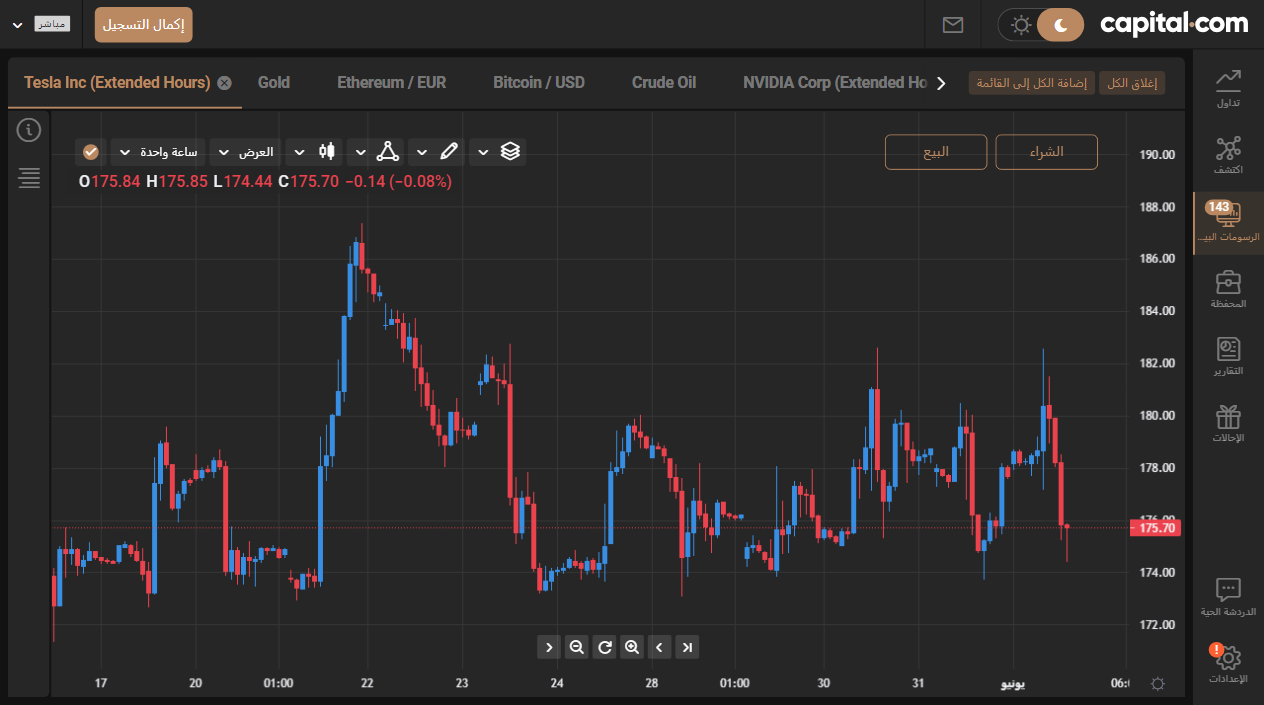 مباشر
إكمال التسجيل
capital.com
Tesla Inc (Extended Hours)
Gold
Ethereum / EUR
Bitcoin / USD
Crude Oil
NVIDIA Corp (Extended Ho
إضافة الكل إلى القائمة
إغلاق الكل
ساعة واحدة
العرض
البيع
الشراء
O175.84 H175.85 L174.44 C175.70 −0.14 (−0.08%)
190.00
188.00
186.00
184.00
182.00
180.00
178.00
176.00
175.70
174.00
172.00
17
20
01:00
22
23
24
28
01:00
30
31
يونيو
06:
تداول
اكتشف
143
الرسومات البيـ...
المحفظة
التقارير
الإحالات
الدردشة الحية
!
الإعدادات